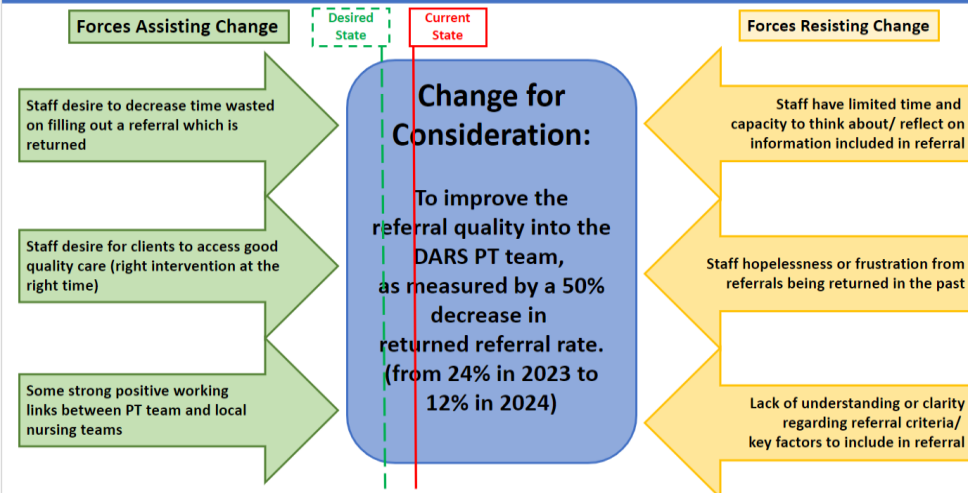 Forces Assisting Change
Desired
State
Current
State
Forces Resisting Change
Staff desire to decrease time wasted
on filling out a referral which is
returned
Staff desire for clients to access good
quality care (right intervention at the
right time)
Some strong positive working
links between PT team and local
nursing teams
Change for
Consideration:
To improve the
referral quality into the
DARS PT team,
as measured by a 50%
decrease in
returned referral rate.
(from 24% in 2023 to
12% in 2024)
Staff have limited time and
capacity to think about/ reflect on
information included in referral
Staff hopelessness or frustration from
referrals being returned in the past
Lack of understanding or clarity
regarding referral criteria/
key factors to include in referral